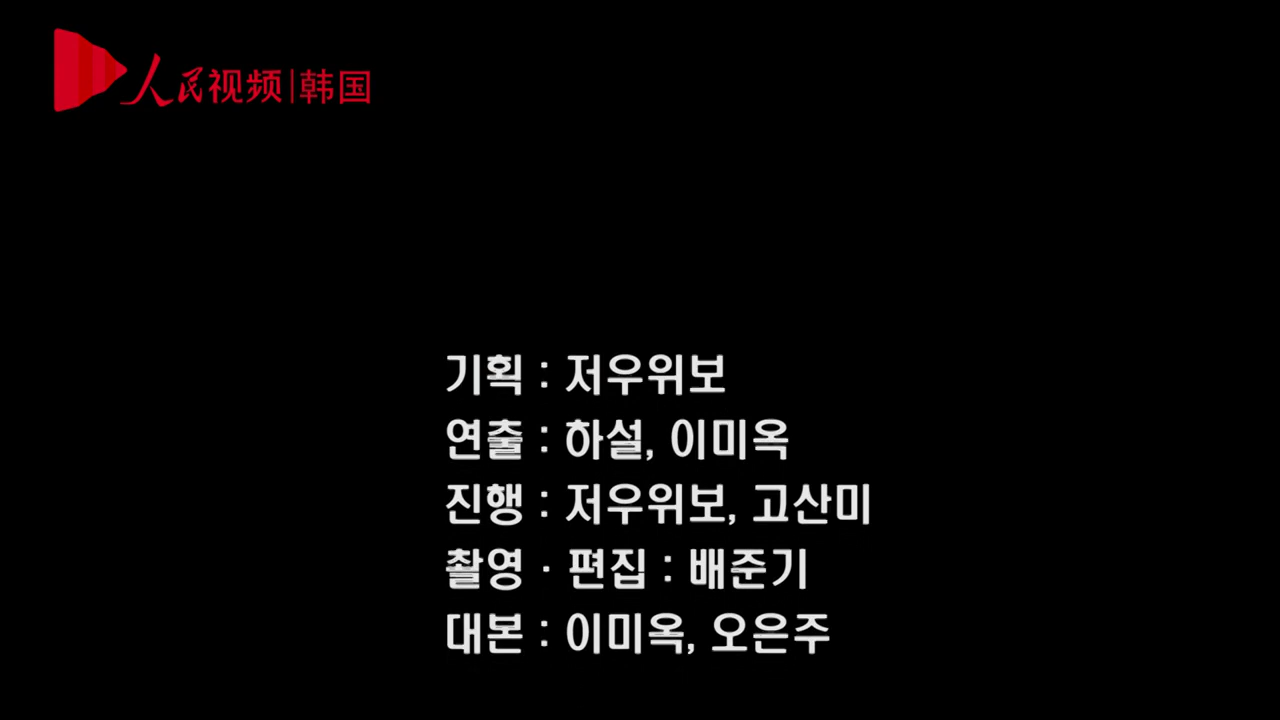 人民视频|韩国
기획 : 저우위보
연출 : 하설, 이미옥
진행 : 저우위보, 고산미
촬영 · 편집 : 배준기
대본 : 이미옥, 오은주